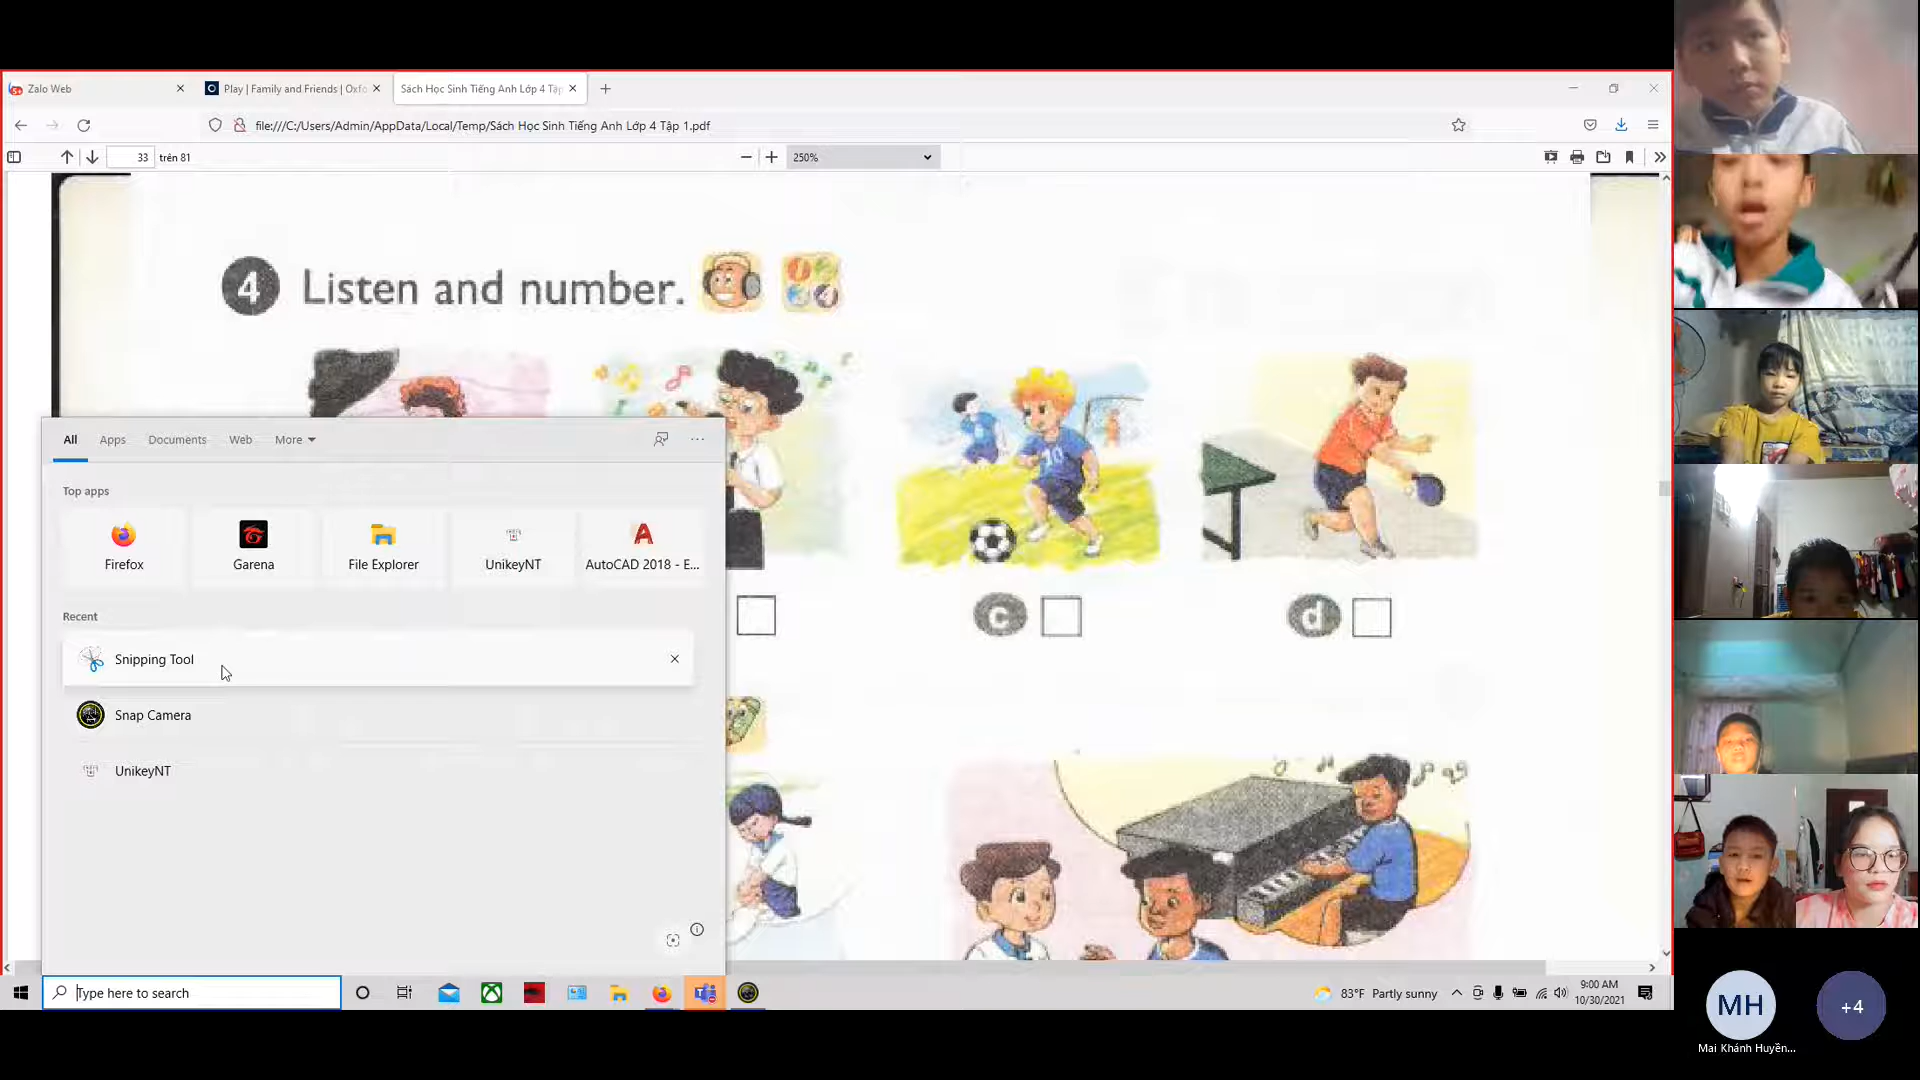 Zalo Web
Play | Family and Friends | Oxfo
Sách Học Sinh Tiếng Anh Lớp 4 Tập
file:///C:/Users/Admin/AppData/Local/Temp/Sách Học Sinh Tiếng Anh Lớp 4 Tập 1.pdf
33 trên 81
250%
4 Listen and number.
10
All Apps Documents Web More
Top apps
Firefox
Garena
File Explorer
UnikeyNT
AutoCAD 2018 - E...
Recent
Snipping Tool
Snap Camera
UnikeyNT
c
d
Type here to search
83°F Partly sunny
9:00 AM
10/30/2021
MH
+4
Mai Khánh Huyền...